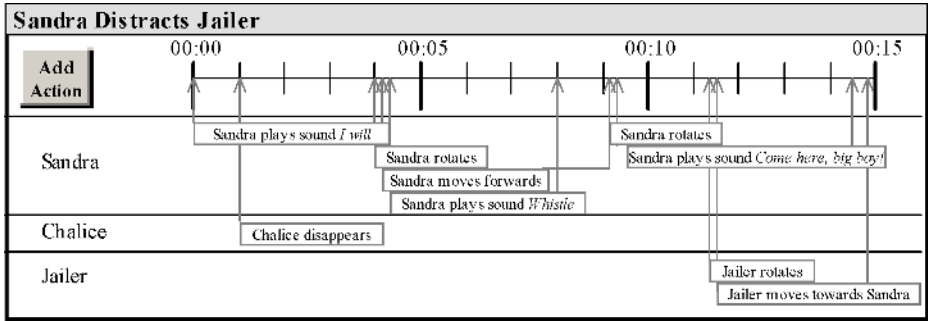 Sandra Distracts Jailer
00:00 00:05 00:10 00:15
Add
Action
Sandra plays sound I will
Sandra rotates
Sandra
Sandra rotates
Sandra plays sound Come here, big boy!
Sandra moves forwards
Sandra plays sound Whistle
Chalice
Chalice disappears
Jailer
Jailer rotates
Jailer moves towards Sandra